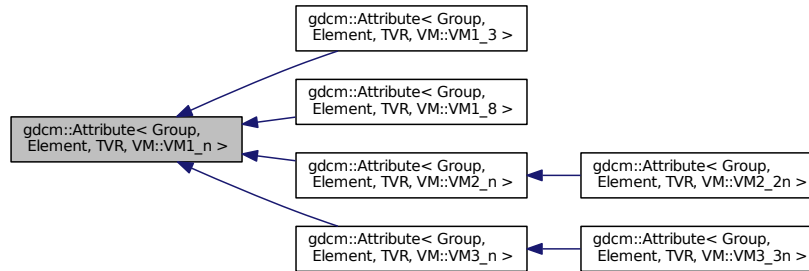 gdcm::Attribute< Group,
Element, TVR, VM::VM1_3 >
gdcm::Attribute< Group,
Element, TVR, VM::VM1_8 >
gdcm::Attribute< Group,
Element, TVR, VM::VM1_n >
gdcm::Attribute< Group,
Element, TVR, VM::VM2_n >
gdcm::Attribute< Group,
Element, TVR, VM::VM2_2n >
gdcm::Attribute< Group,
Element, TVR, VM::VM3_n >
gdcm::Attribute< Group,
Element, TVR, VM::VM3_3n >